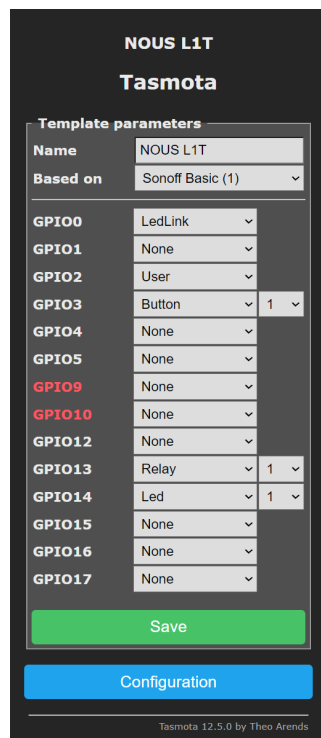 NOUS L1T
Tasmota
Template parameters
Name NOUS L1T
Based on Sonoff Basic (1)
GPIO0 LedLink
GPIO1 None
GPIO2 User
GPIO3 Button 1
GPIO4 None
GPIO5 None
GPIO9 None
GPIO10 None
GPIO12 None
GPIO13 Relay 1
GPIO14 Led 1
GPIO15 None
GPIO16 None
GPIO17 None
Save
Configuration
Tasmota 12.5.0 by Theo Arends